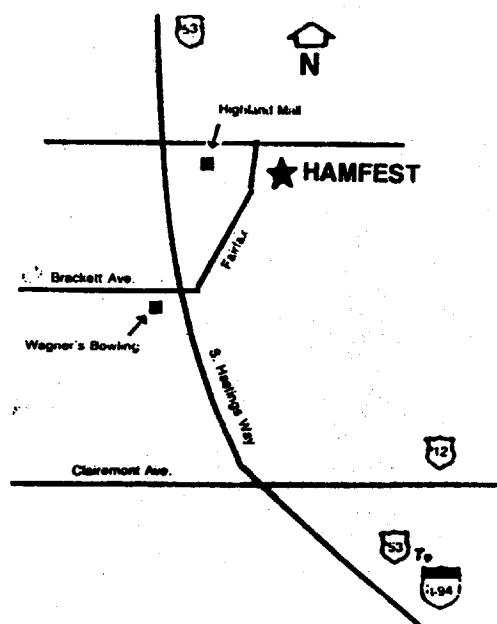 53
N
Highland Mall
HAMFEST
Fairfax
Brackett Ave.
Wagner's Bowling
S. Hastings Way
12
Clairemont Ave.
53 To
I-94